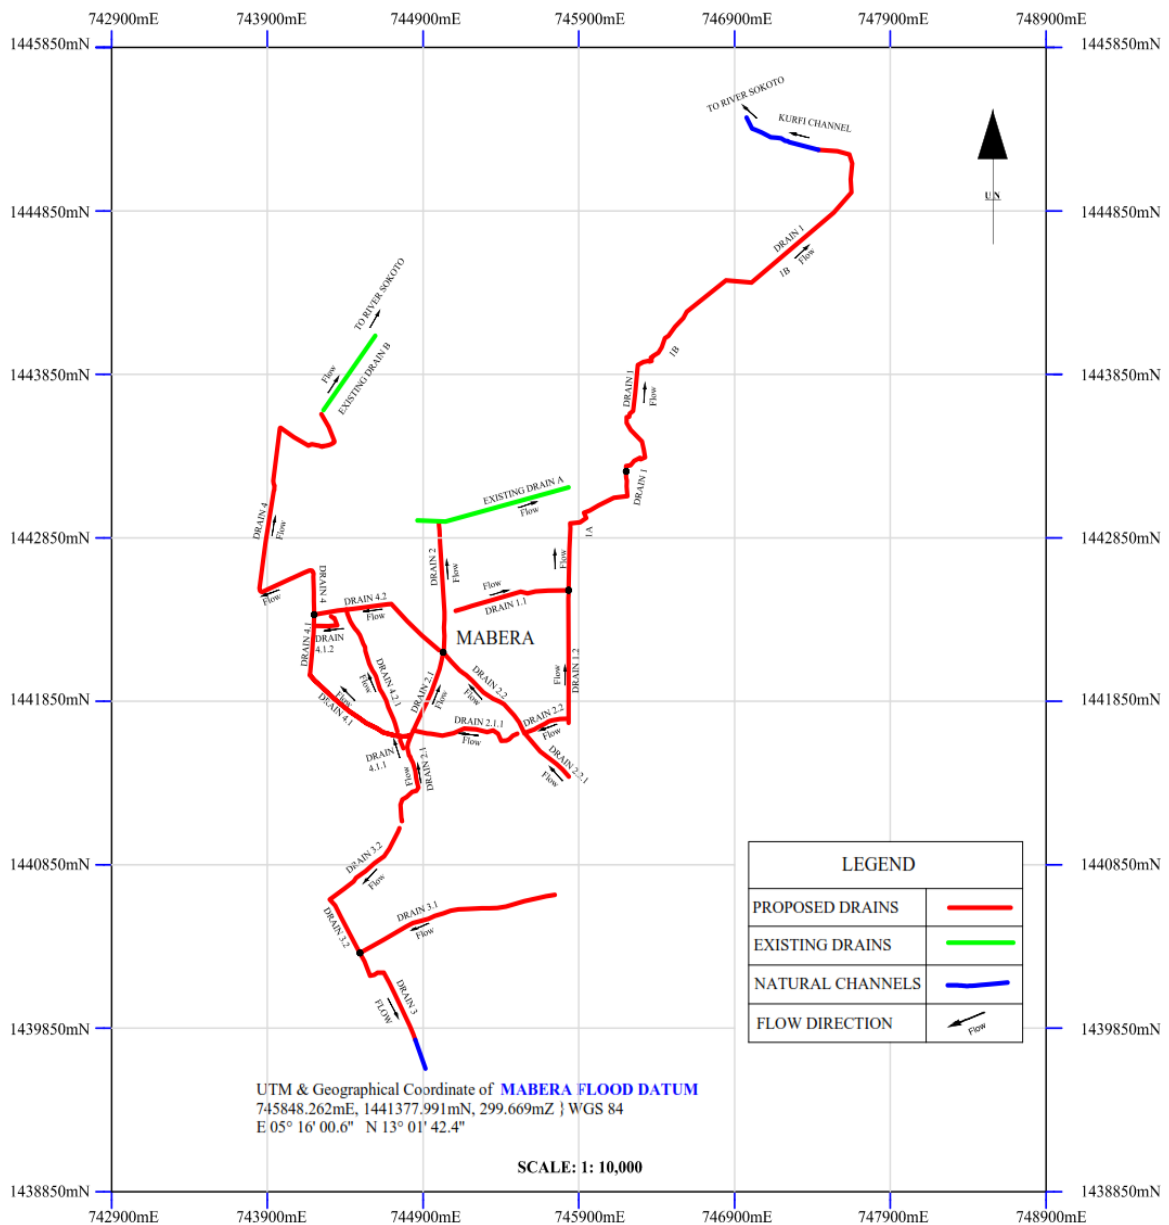 742900mE 743900mE 744900mE 745900mE 746900mE 747900mE 748900mE
1445850mN 1445850mN
TO RIVER SOKOTO
KURFI CHANNEL
U N
1444850mN 1444850mN
DRAIN 1
Flow
1B
TO RIVER SOKOTO
1B
Flow
EXISTING DRAIN B
1443850mN 1443850mN
DRAIN 1
Flow
EXISTING DRAIN A
Flow
DRAIN 1
DRAIN 4
Flow
1A
1442850mN 1442850mN
DRAIN 2
Flow
Flow
Flow
DRAIN 4
Flow
DRAIN 4.2
Flow
DRAIN 1.1
DRAIN 4.1
DRAIN
4.1.2
MABERA
DRAIN 1.2
Flow
DRAIN 4.2.1
Flow
DRAIN 2.1
Flow
DRAIN 2.2
Flow
Flow
1441850mN 1441850mN
DRAIN 4.1
DRAIN 2.1.1
Flow
DRAIN 2.2
Flow
DRAIN
4.1.1
Flow
DRAIN 2.1
DRAIN 2.2.1
Flow
1440850mN 1440850mN
DRAIN 3.2
Flow
DRAIN 3.1
Flow
DRAIN 3.2
DRAIN 3
FLOW
LEGEND
PROPOSED DRAINS
EXISTING DRAINS
NATURAL CHANNELS
FLOW DIRECTION Flow
1439850mN 1439850mN
UTM & Geographical Coordinate of MABERA FLOOD DATUM
745848.262mE, 1441377.991mN, 299.669mZ } WGS 84
E 05° 16' 00.6" N 13° 01' 42.4"
SCALE: 1: 10,000
1438850mN 1438850mN
742900mE 743900mE 744900mE 745900mE 746900mE 747900mE 748900mE